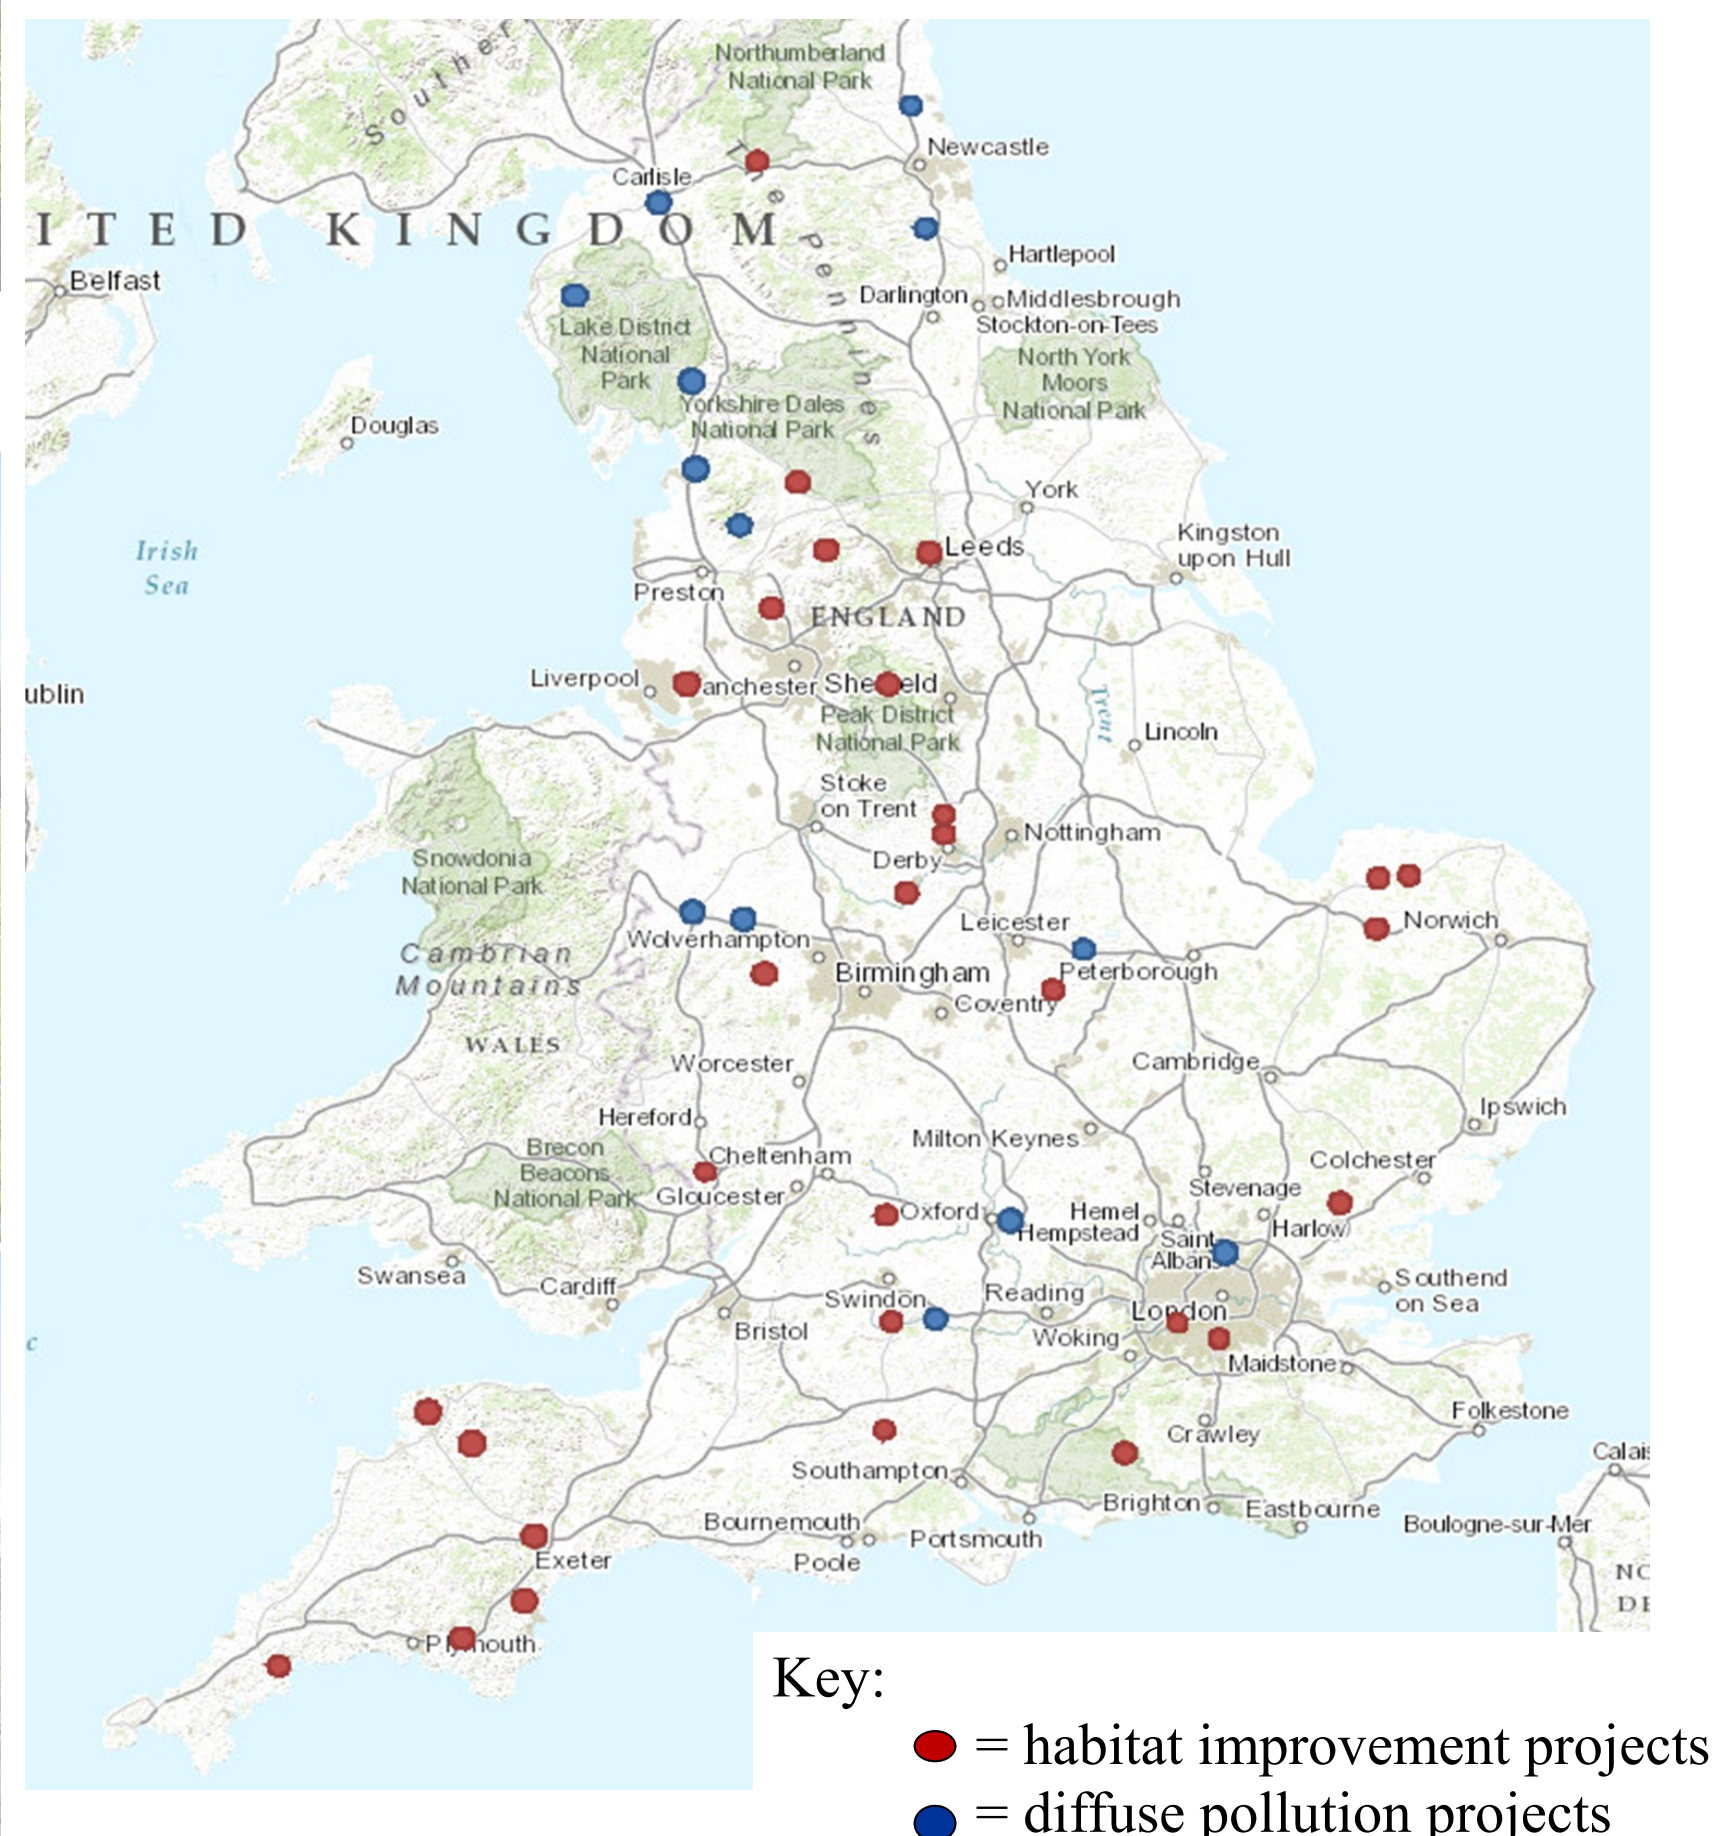 Northumberland
National Park
Souther
Newcastle
Carlisle
The Pennines
ITED KINGDOM
Hartlepool
Belfast
Darlington
Middlesbrough
Stockton-on-Tees
Lake District
National
Park
North York
Moors
National Park
Yorkshire Dales
National Park
Douglas
York
Kingston
upon Hull
Irish
Sea
Leeds
Preston
ENGLAND
Liverpool
anchester
She eld
ublin
Peak District
National Park
Trent
Lincoln
Stoke
on Trent
Nottingham
Derby
Snowdonia
National Park
Leicester
Norwich
Wolverhampton
Cambrian
Mountains
Birmingham
Peterborough
Coventry
WALES
Worcester
Cambridge
Hereford
Ipswich
Milton Keynes
Brecon
Beacons
National Park
Cheltenham
Gloucester
Colchester
Stevenage
Oxford
Hemel
Hempstead
Harlow
Saint
Albans
Swansea
Cardiff
Southend
on Sea
Swindon
Reading
London
Bristol
Woking
c
Maidstone
Folkestone
Crawley
Calais
Southampton
Brighton
Eastbourne
Bournemouth
Portsmouth
Boulogne-sur-Mer
Poole
Exeter
NO
DE
Pl mouth
Key:
= habitat improvement projects
= diffuse pollution projects